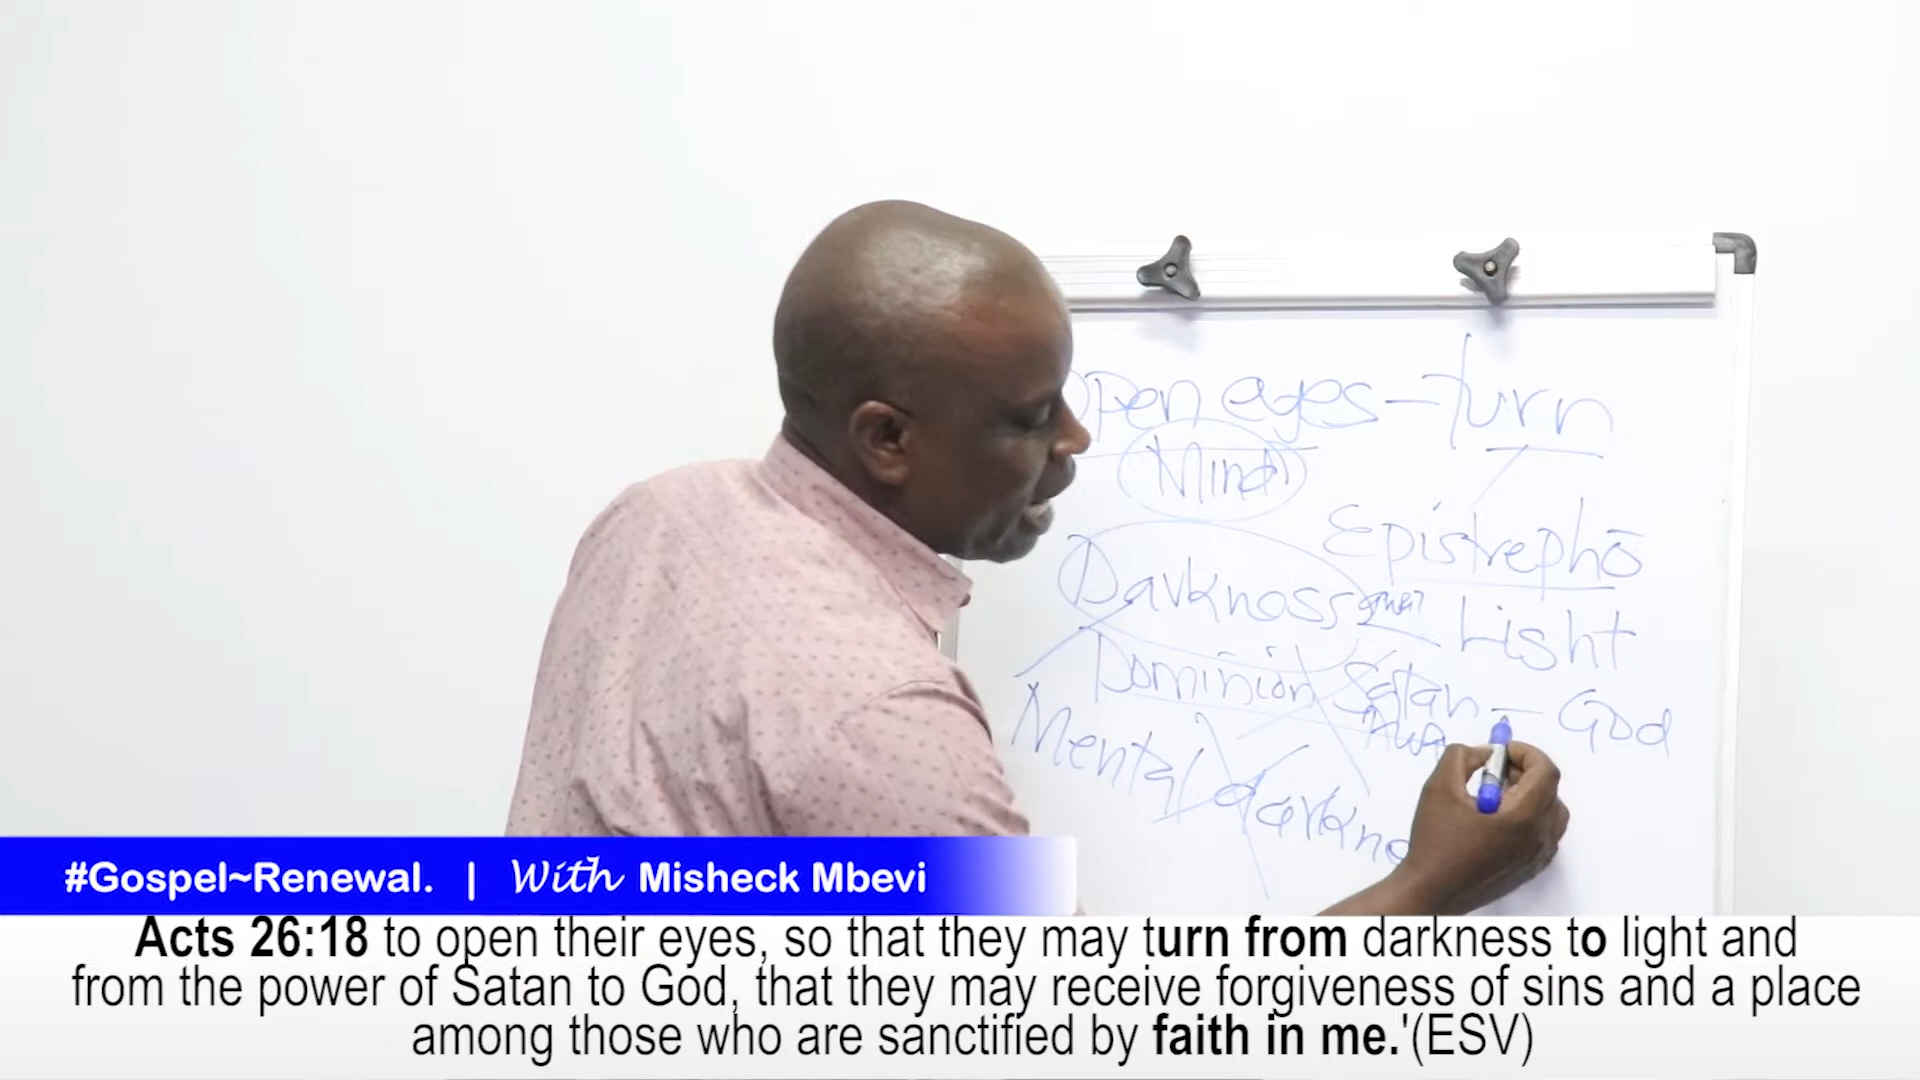 Open eyes – turn
Mind
Epistrephō
Darkness
Light
Dominion Satan – God
Mental darkne
#Gospel~Renewal. | With Misheck Mbevi
Acts 26:18 to open their eyes, so that they may turn from darkness to light and
from the power of Satan to God, that they may receive forgiveness of sins and a place
among those who are sanctified by faith in me.'(ESV)